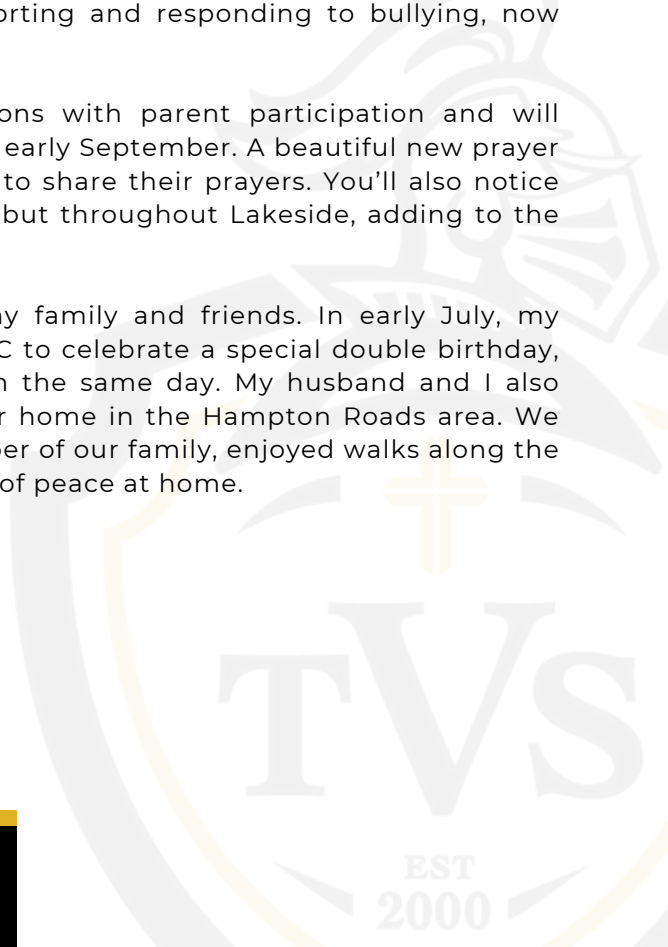 orting and responding to bullying, now
ons with parent participation and will
early September. A beautiful new prayer
to share their prayers. You’ll also notice
but throughout Lakeside, adding to the
y family and friends. In early July, my
C to celebrate a special double birthday,
n the same day. My husband and I also
r home in the Hampton Roads area. We
er of our family, enjoyed walks along the
of peace at home.
TVS
EST
2000